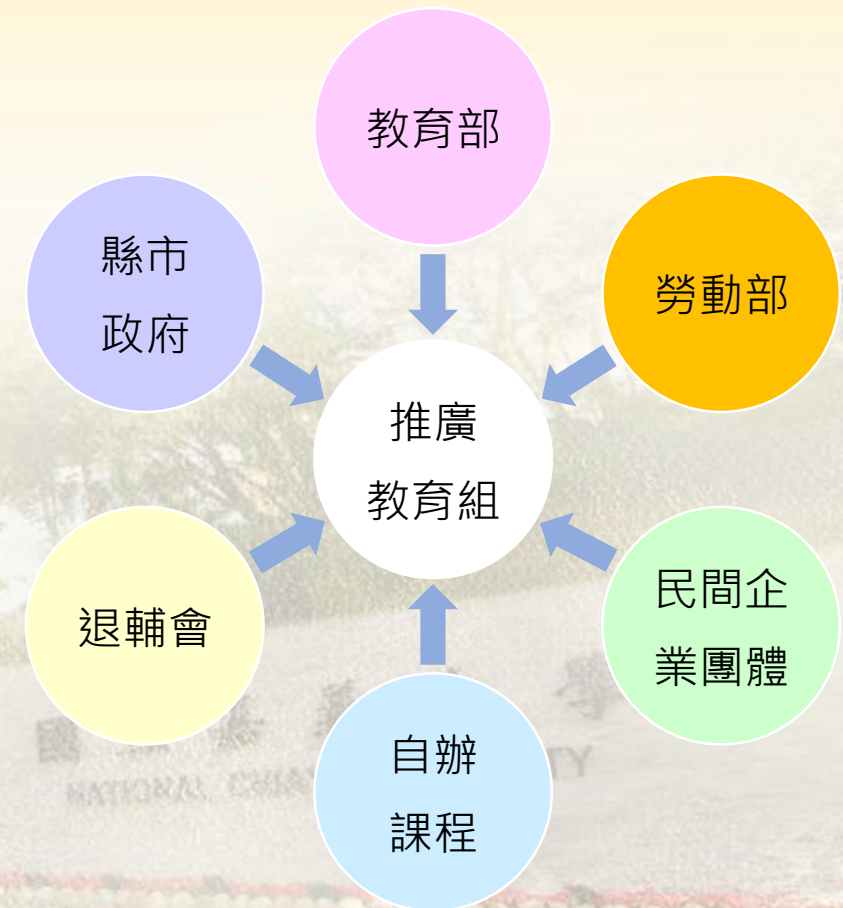 教育部
縣市
政府
勞動部
推廣
教育組
退輔會
民間企
業團體
自辦
課程
NATIONAL